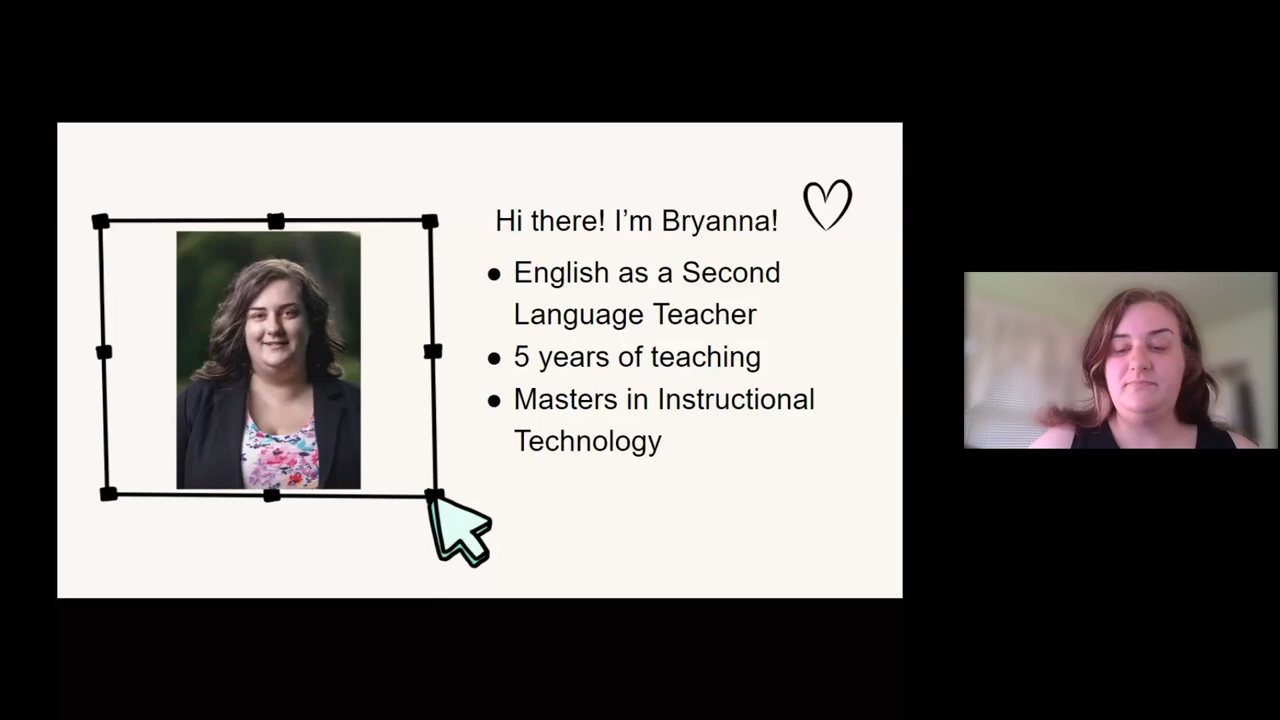 Hi there! I’m Bryanna!
● English as a Second
Language Teacher
● 5 years of teaching
● Masters in Instructional
Technology